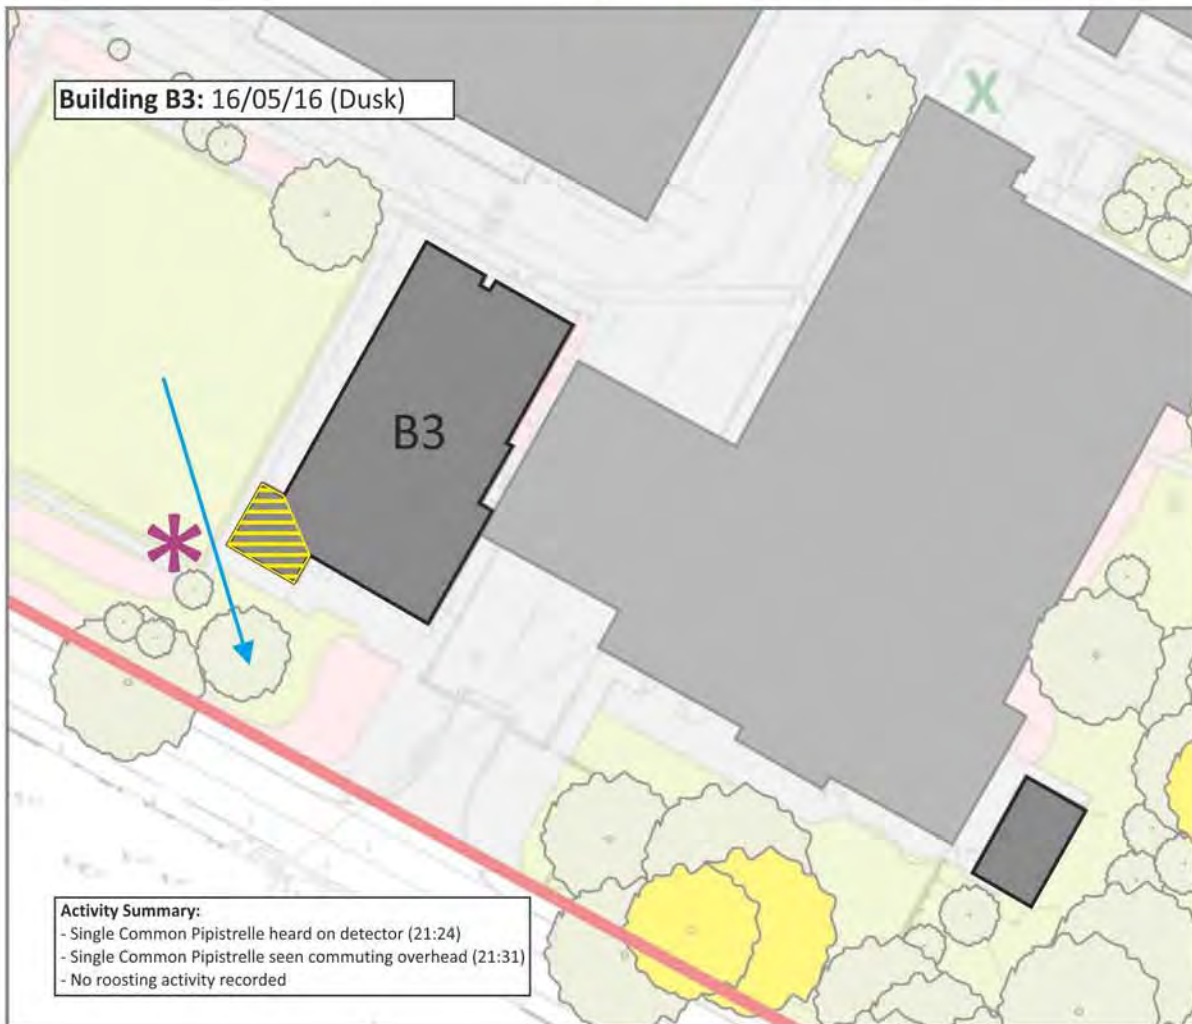 Building B3: 16/05/16 (Dusk)
X
B3
*
Activity Summary:
- Single Common Pipistrelle heard on detector (21:24)
- Single Common Pipistrelle seen commuting overhead (21:31)
- No roosting activity recorded